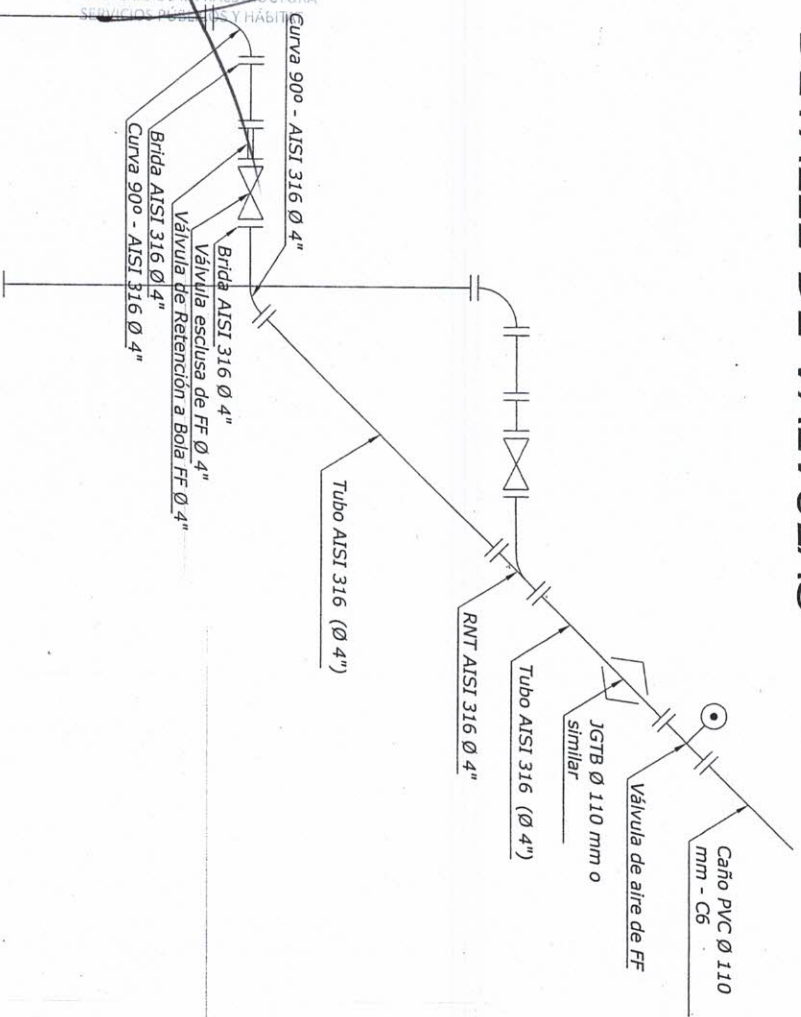 SERVICIOS PÚBLICOS Y HÁBITAT
Curva 90º - AISI 316 Ø 4"
Brida AISI 316 Ø 4"
Válvula esclusa de FF Ø 4"
Válvula de Retención a Bola FF Ø 4"
Brida AISI 316 Ø 4"
Curva 90º - AISI 316 Ø 4"
Tubo AISI 316 (Ø 4")
RNT AISI 316 Ø 4"
Tubo AISI 316 (Ø 4")
JGTB Ø 110 mm o
similar
Válvula de aire de FF
Caño PVC Ø 110
mm - C6